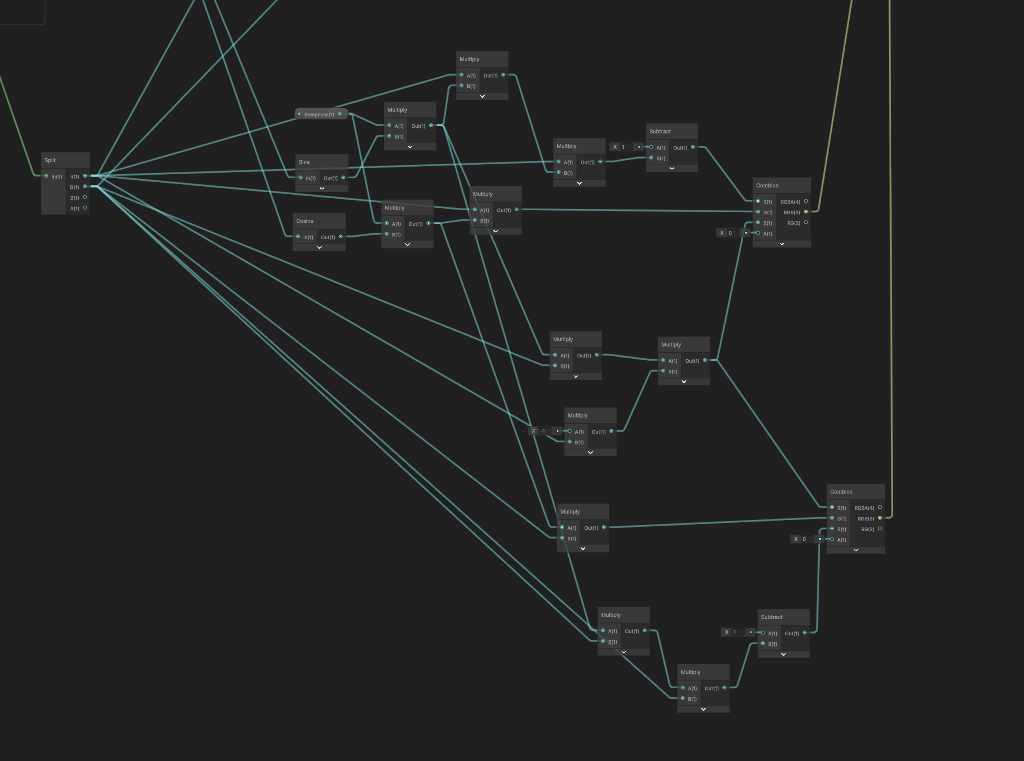 Multiply
A(1) Out(1)
B(1)
Steepness(1)
Multiply
A(1) Out(1)
B(1)
Subtract
X 1 A(1) Out(1)
B(1)
Multiply
A(1) Out(1)
B(1)
Split
In(2) R(1)
G(1)
B(1)
A(1)
Sine
In(1) Out(1)
Combine
R(1) RGBA(4)
G(1) RGB(3)
B(1) RG(2)
X 0 A(1)
Multiply
A(1) Out(1)
B(1)
Multiply
A(1) Out(1)
B(1)
Cosine
In(1) Out(1)
Multiply
A(1) Out(1)
B(1)
Multiply
A(1) Out(1)
B(1)
Multiply
X -1 A(1) Out(1)
B(1)
Combine
R(1) RGBA(4)
G(1) RGB(3)
B(1) RG(2)
X 0 A(1)
Multiply
A(1) Out(1)
B(1)
Multiply
A(1) Out(1)
B(1)
Subtract
X 1 A(1) Out(1)
B(1)
Multiply
A(1) Out(1)
B(1)